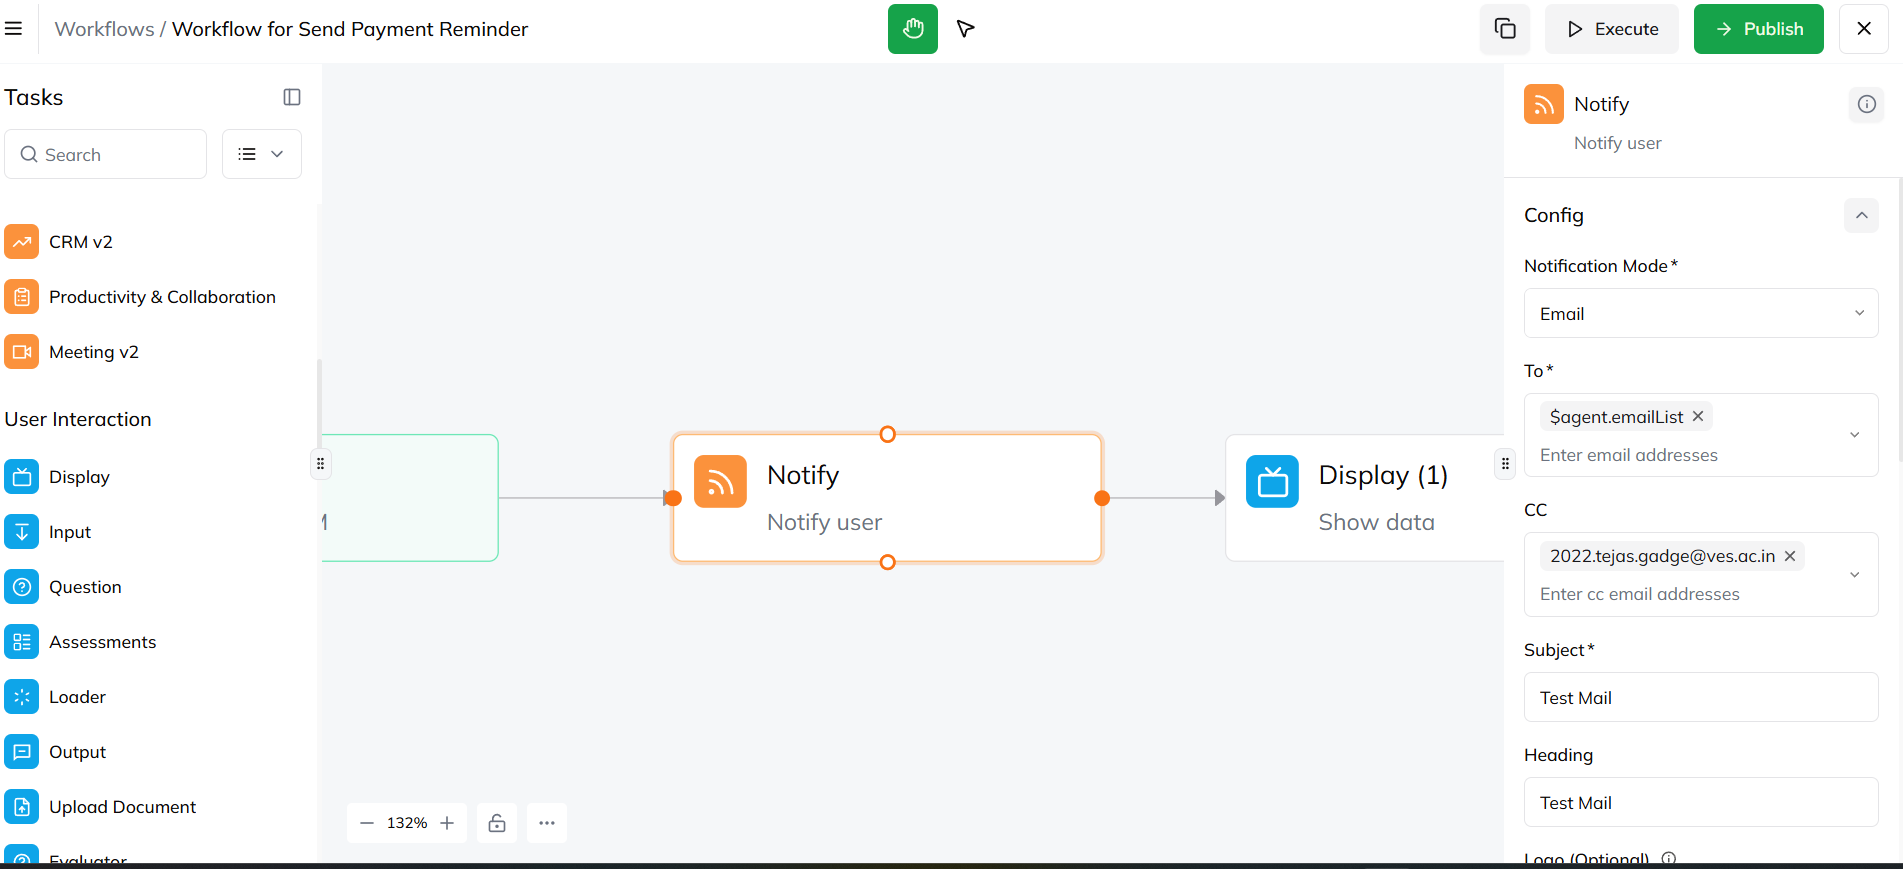 Workflows / Workflow for Send Payment Reminder
Execute
Publish
Tasks
Search
CRM v2
Productivity & Collaboration
Meeting v2
User Interaction
Display
Input
Question
Assessments
Loader
Output
Upload Document
Evaluator
Notify
Notify user
Display (1)
Show data
132%
Notify
Notify user
Config
Notification Mode*
Email
To*
$agent.emailList
Enter email addresses
CC
2022.tejas.gadge@ves.ac.in
Enter cc email addresses
Subject*
Test Mail
Heading
Test Mail
Logo (Optional)